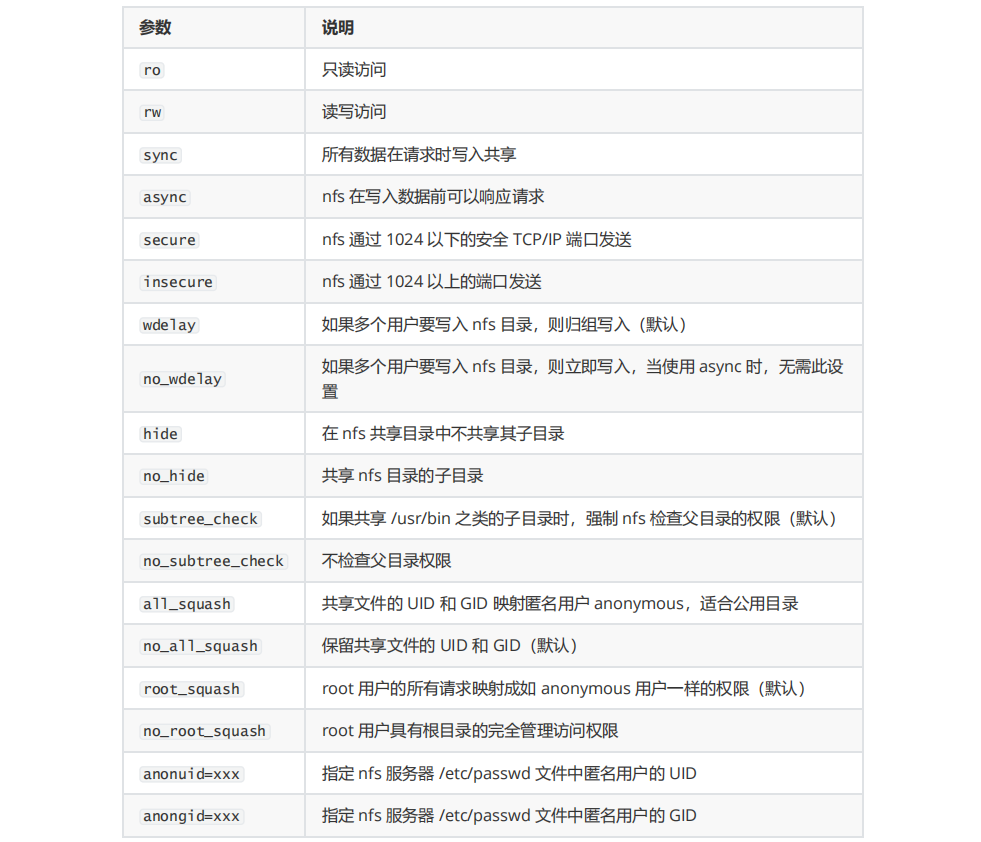 参数 说明
ro 只读访问
rw 读写访问
sync 所有数据在请求时写入共享
async nfs 在写入数据前可以响应请求
secure nfs 通过 1024 以下的安全 TCP/IP 端口发送
insecure nfs 通过 1024 以上的端口发送
wdelay 如果多个用户要写入 nfs 目录，则归组写入（默认）
no_wdelay 如果多个用户要写入 nfs 目录，则立即写入，当使用 async 时，无需此设
置
hide 在 nfs 共享目录中不共享其子目录
no_hide 共享 nfs 目录的子目录
subtree_check 如果共享 /usr/bin 之类的子目录时，强制 nfs 检查父目录的权限（默认）
no_subtree_check 不检查父目录权限
all_squash 共享文件的 UID 和 GID 映射匿名用户 anonymous，适合公用目录
no_all_squash 保留共享文件的 UID 和 GID（默认）
root_squash root 用户的所有请求映射成如 anonymous 用户一样的权限（默认）
no_root_squash root 用户具有根目录的完全管理访问权限
anonuid=xxx 指定 nfs 服务器 /etc/passwd 文件中匿名用户的 UID
anongid=xxx 指定 nfs 服务器 /etc/passwd 文件中匿名用户的 GID